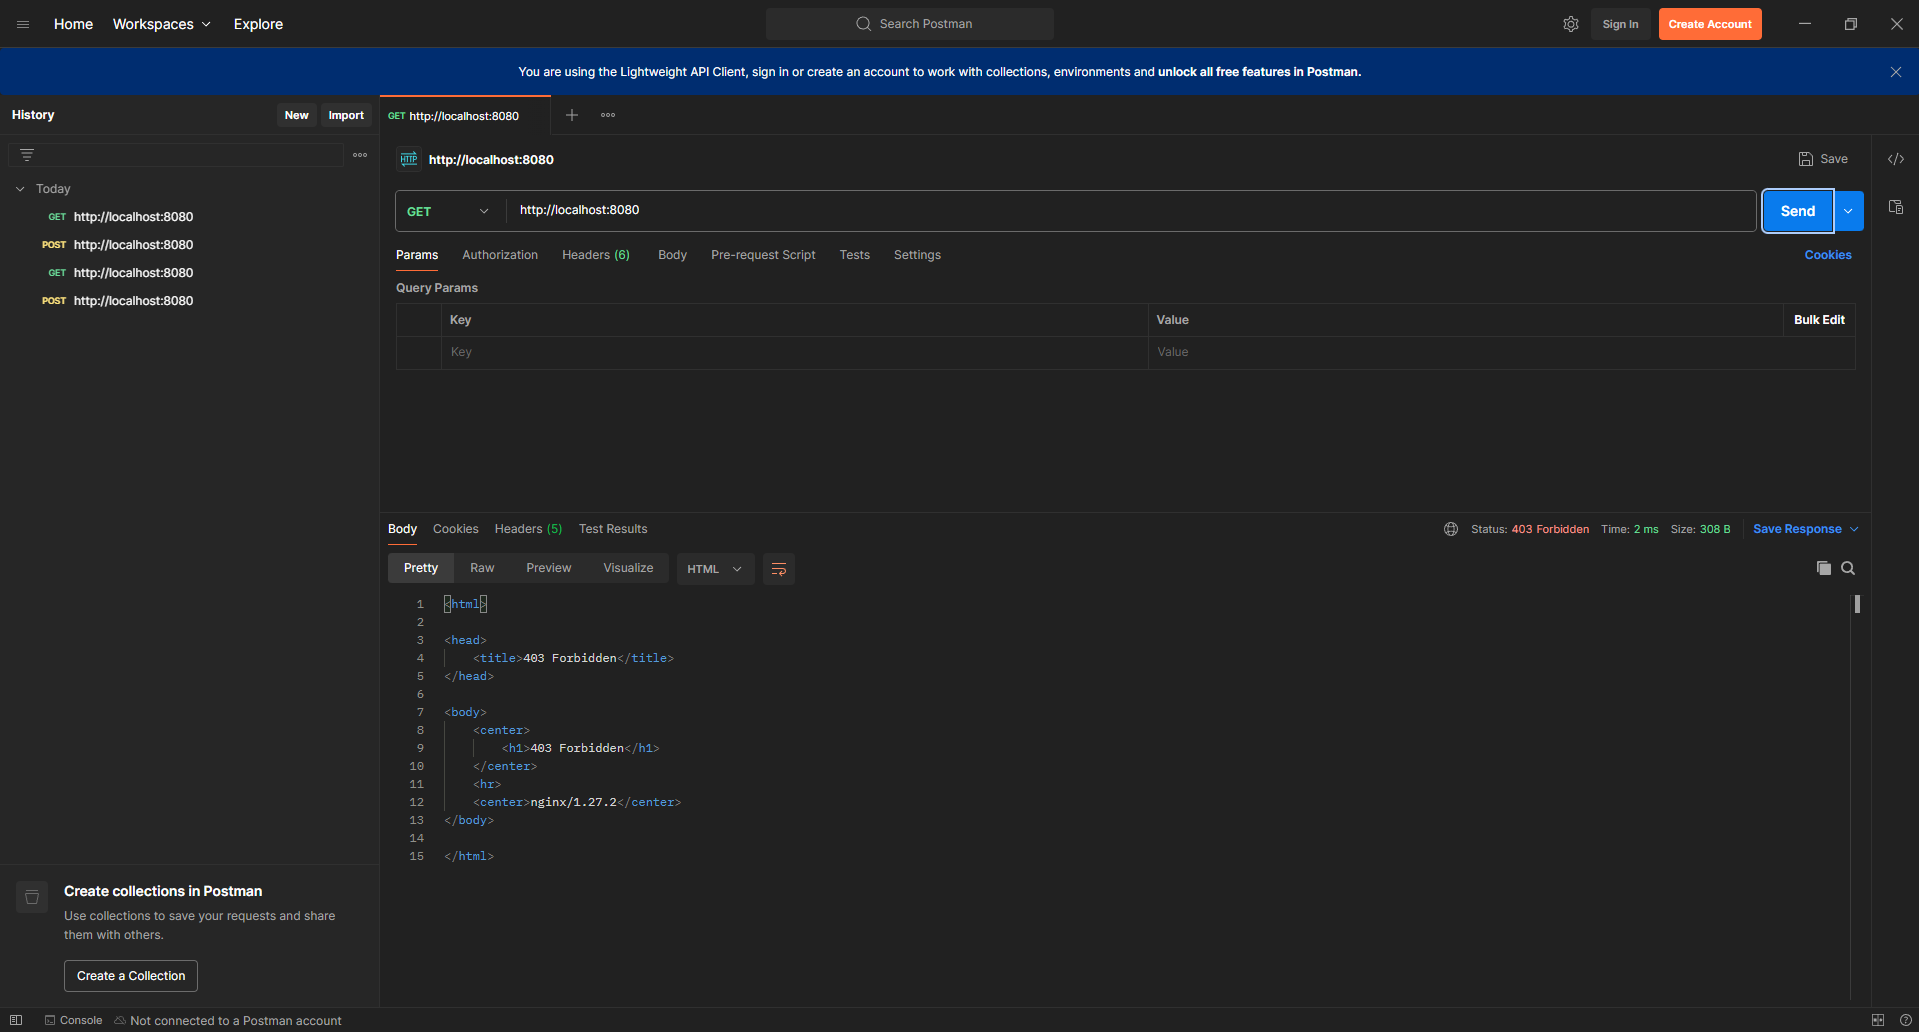 Home Workspaces Explore
Search Postman
Sign In Create Account
You are using the Lightweight API Client, sign in or create an account to work with collections, environments and unlock all free features in Postman.
History New Import
Today
GET http://localhost:8080
POST http://localhost:8080
GET http://localhost:8080
POST http://localhost:8080
Create collections in Postman
Use collections to save your requests and share
them with others.
Create a Collection
GET http://localhost:8080
HTTP http://localhost:8080 Save
GET http://localhost:8080 Send
Params Authorization Headers (6) Body Pre-request Script Tests Settings Cookies
Query Params
Key Value Bulk Edit
Key Value
Body Cookies Headers (5) Test Results Status: 403 Forbidden Time: 2 ms Size: 308 B Save Response
Pretty Raw Preview Visualize HTML
1 <html>
2
3 <head>
4 <title>403 Forbidden</title>
5 </head>
6
7 <body>
8 <center>
9 <h1>403 Forbidden</h1>
10 </center>
11 <hr>
12 <center>nginx/1.27.2</center>
13 </body>
14
15 </html>
Console Not connected to a Postman account